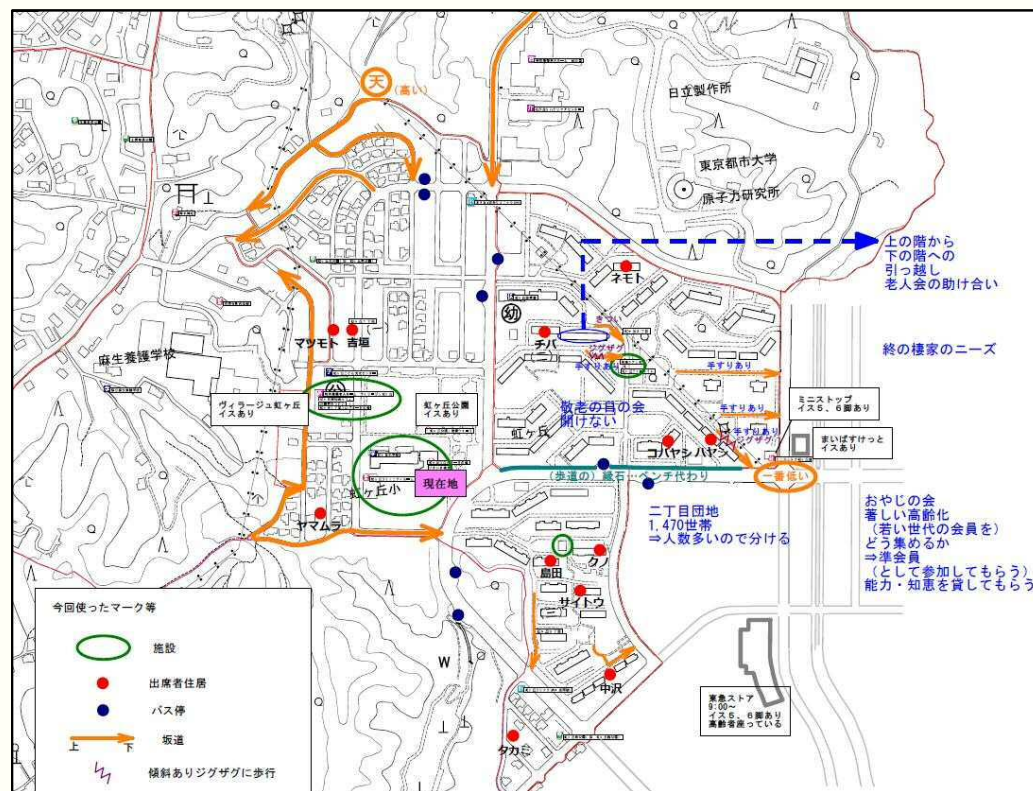 天
(高い)
日立製作所
東京都市大学
原子力研究所
上の階から
下の階への
引っ越し
老人会の助け合い
ネモト
幼
きつい
マツモト
吉垣
チバ
ジグザグ
手すりあり
手すりあり
終の棲家のニーズ
麻生養護学校
公
ヴィラージュ虹ヶ丘
イスあり
虹ヶ丘公園
イスあり
敬老の日の会
開けない
虹ヶ丘
手すりあり
ミニストップ
イス5、6脚あり
手すりあり
ジグザグ
まいばすけっと
イスあり
コバヤシ
ハヤシ
現在地
虹ヶ丘小
(歩道の)縁石…ベンチ代わり
一番低い
ヤマムラ
二丁目団地
1,470世帯
⇒人数多いので分ける
おやじの会
著しい高齢化
(若い世代の会員を)
どう集めるか
⇒準会員
(として参加してもらう)
能力・知恵を貸してもらう
島田
クノ
サイトウ
中沢
タカミ
W
東急ストア
9:00~
イス5、6脚あり
高齢者座っている
今回使ったマーク等
施設
出席者住居
バス停
坂道
上
下
傾斜ありジグザグに歩行